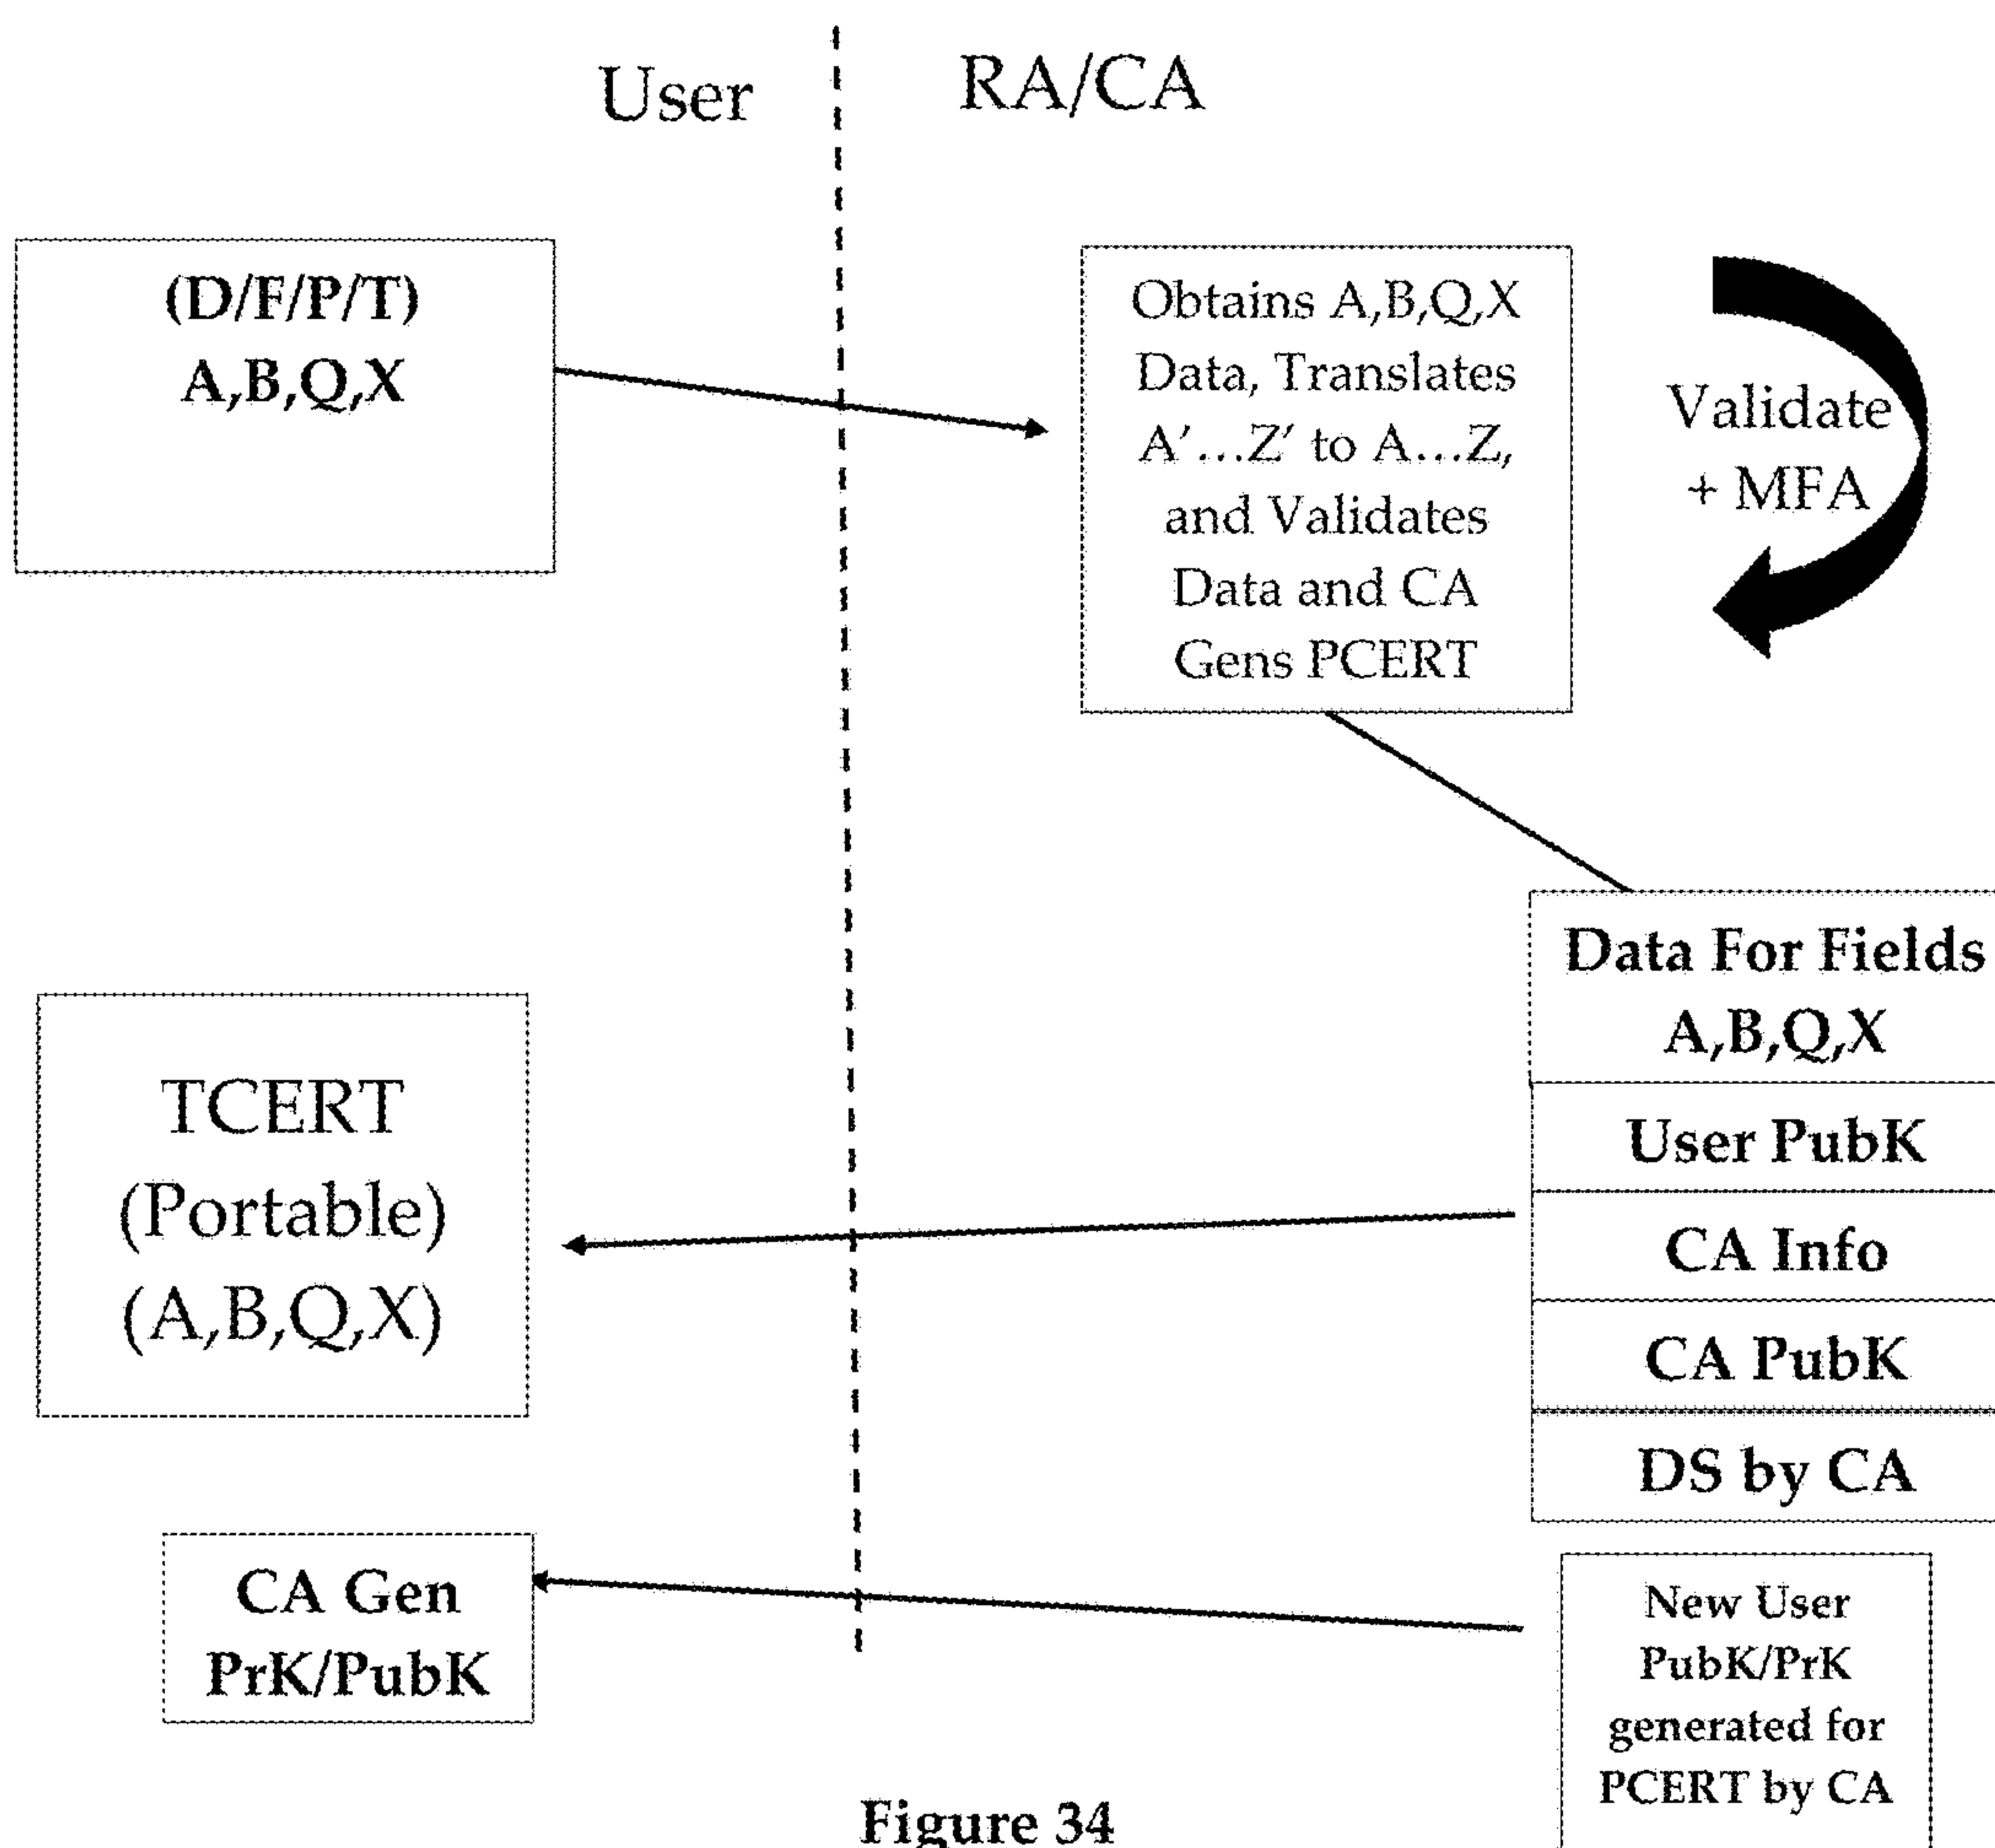 User
RA/CA
(D/F/P/T)
A,B,Q,X
Obtains A,B,Q,X
Data, Translates
A'...Z' to A...Z,
and Validates
Data and CA
Gens PCERT
Validate
+ MFA
Data For Fields
A,B,Q,X
User PubK
CA Info
CA PubK
DS by CA
TCERT
(Portable)
(A,B,Q,X)
CA Gen
PrK/PubK
New User
PubK/PrK
generated for
PCERT by CA
Figure 34